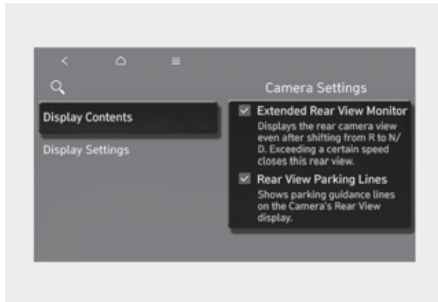 Camera Settings
Display Contents
Display Settings
Extended Rear View Monitor
Displays the rear camera view
even after shifting from R to N/
D. Exceeding a certain speed
closes this rear view.
Rear View Parking Lines
Shows parking guidance lines
on the Camera's Rear View
display.